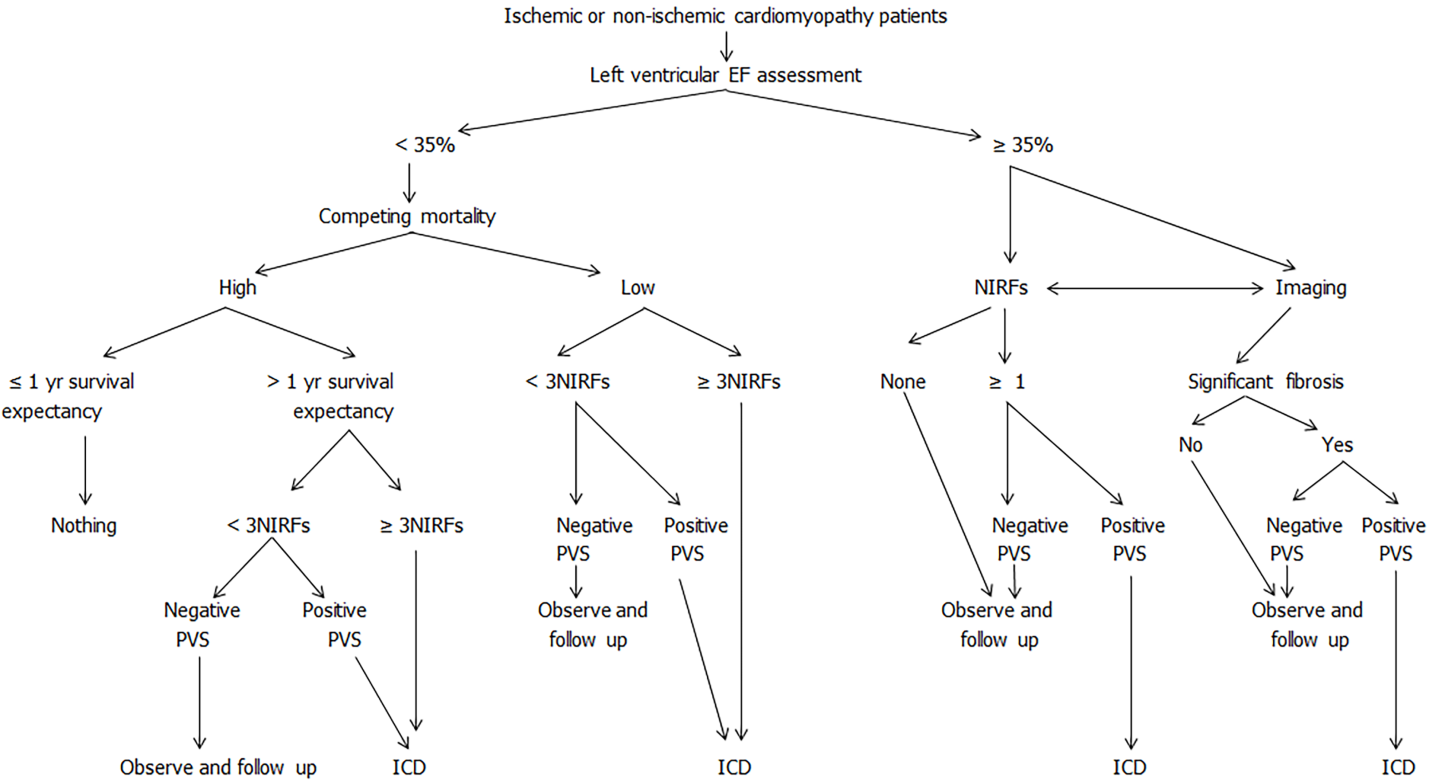 Ischemic or non-ischemic cardiomyopathy patients
Left ventricular EF assessment
< 35%
≥ 35%
Competing mortality
High
Low
NIRFs
Imaging
≤ 1 yr survival
expectancy
> 1 yr survival
expectancy
< 3NIRFs
≥ 3NIRFs
None
≥ 1
Significant fibrosis
No
Yes
Nothing
< 3NIRFs
≥ 3NIRFs
Negative
PVS
Positive
PVS
Negative
PVS
Positive
PVS
Negative
PVS
Positive
PVS
Negative
PVS
Positive
PVS
Observe and
follow up
Observe and
follow up
Observe and
follow up
Observe and follow up
ICD
ICD
ICD
ICD